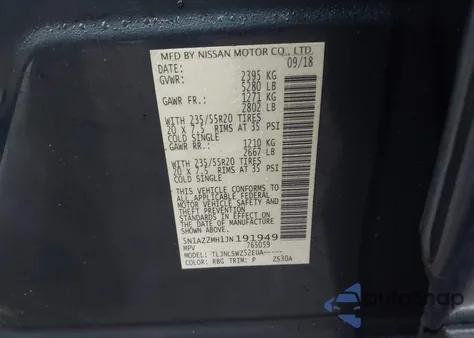 MFD BY NISSAN MOTOR CO., LTD.
DATE: 09/18
GVWR: 2395 KG
5280 LB
GAWR FR.: 1271 KG
2802 LB
WITH 235/55R20 TIRES
20 X 7.5 RIMS AT 35 PSI
COLD SINGLE
GAWR RR.: 1210 KG
2667 LB
WITH 235/55R20 TIRES
20 X 7.5 RIMS AT 35 PSI
COLD SINGLE
THIS VEHICLE CONFORMS TO
ALL APPLICABLE FEDERAL
MOTOR VEHICLE SAFETY
STANDARDS IN EFFECT ON
THE DATE OF MANUFACTURE
SHOWN ABOVE
5N1AZ2MH1JN191949
MPV 765059
MODEL: TLJNLSWZ52EUA-----
COLOR: RBG TRIM: P ZS30A
AutoSnap